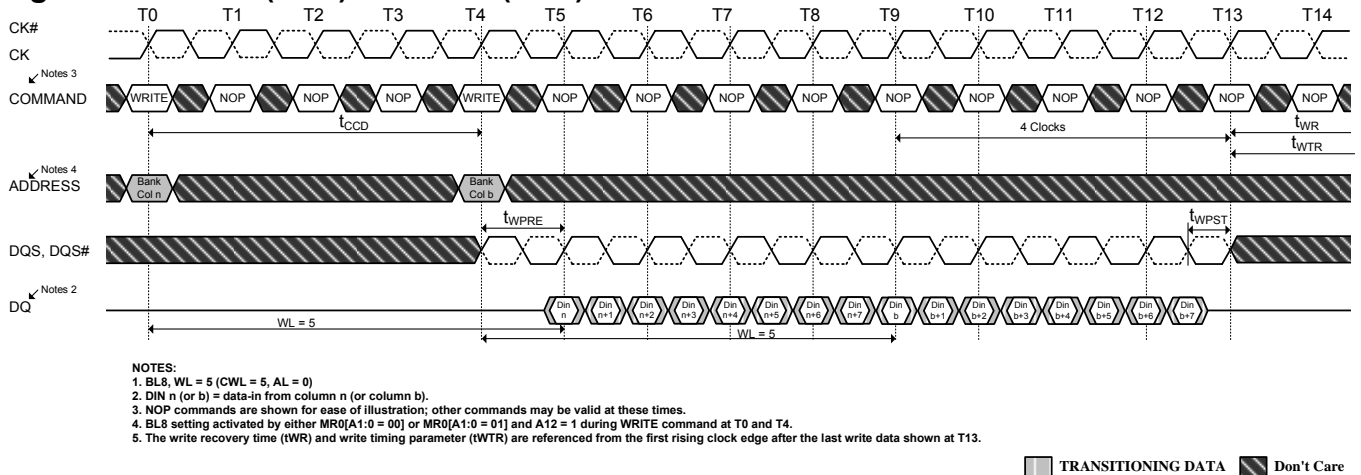 T0 T1 T2 T3 T4 T5 T6 T7 T8 T9 T10 T11 T12 T13 T14
CK#
CK
Notes 3
COMMAND
WRITE NOP NOP NOP WRITE NOP NOP NOP NOP NOP NOP NOP NOP NOP NOP
tCCD
4 Clocks
tWR
tWTR
Notes 4
ADDRESS
Bank
Col n
Bank
Col b
tWPRE
tWPST
DQS, DQS#
Notes 2
DQ
Din n Din n+1 Din n+2 Din n+3 Din n+4 Din n+5 Din n+6 Din n+7 Din b Din b+1 Din b+2 Din b+3 Din b+4 Din b+5 Din b+6 Din b+7
WL = 5
WL = 5
NOTES:
1. BL8, WL = 5 (CWL = 5, AL = 0)
2. DIN n (or b) = data-in from column n (or column b).
3. NOP commands are shown for ease of illustration; other commands may be valid at these times.
4. BL8 setting activated by either MR0[A1:0 = 00] or MR0[A1:0 = 01] and A12 = 1 during WRITE command at T0 and T4.
5. The write recovery time (tWR) and write timing parameter (tWTR) are referenced from the first rising clock edge after the last write data shown at T13.
TRANSITIONING DATA
Don't Care